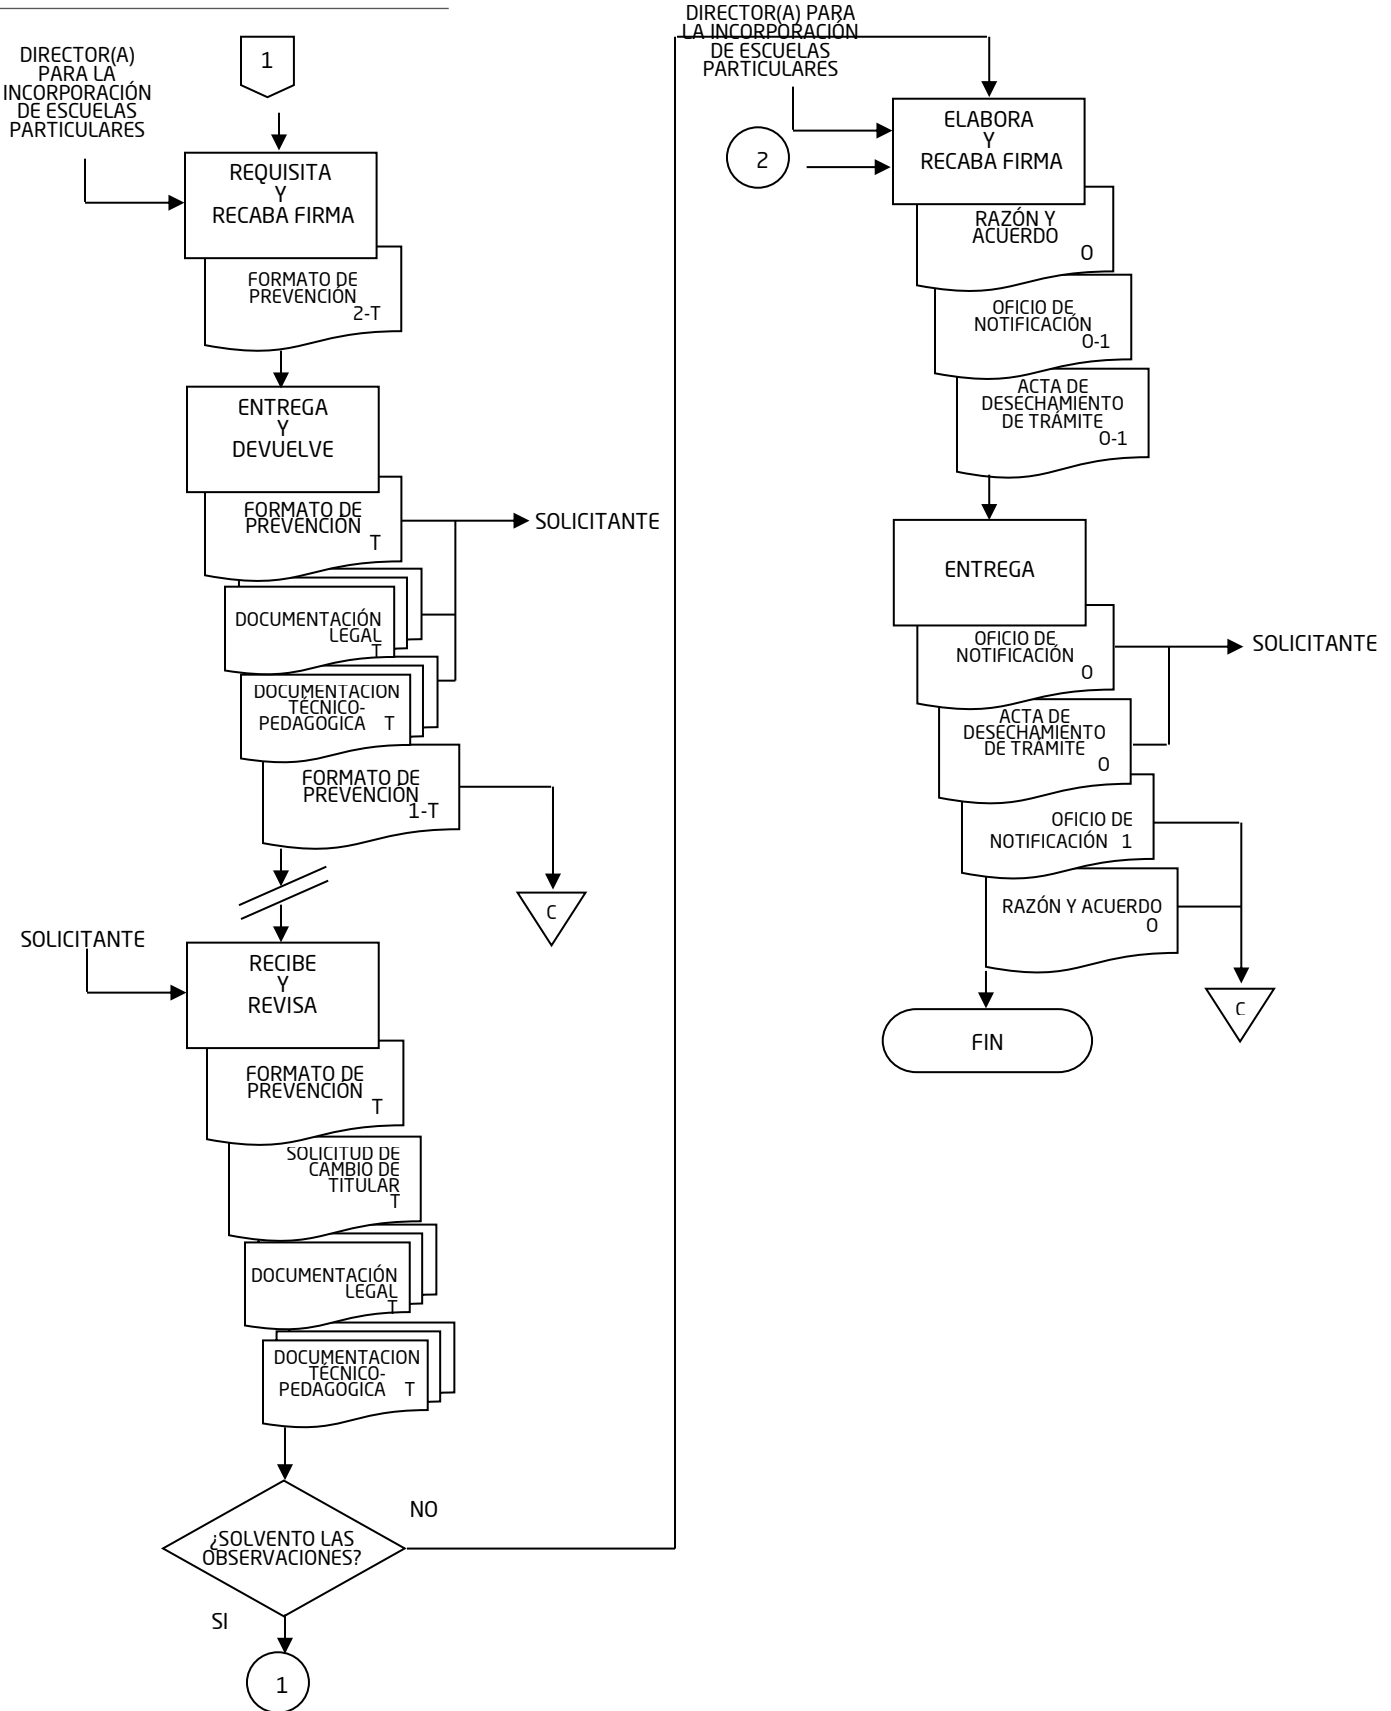 DIRECTOR(A)
PARA LA
INCORPORACIÓN
DE ESCUELAS
PARTICULARES
1
REQUISITA
Y
RECABA FIRMA
FORMATO DE
PREVENCIÓN
2-T
ENTREGA
Y
DEVUELVE
FORMATO DE
PREVENCIÓN
T
SOLICITANTE
DOCUMENTACIÓN
LEGAL
T
DOCUMENTACION
TÉCNICO-
PEDAGOGICA T
FORMATO DE
PREVENCIÓN
1-T
C
SOLICITANTE
RECIBE
Y
REVISA
FORMATO DE
PREVENCIÓN
T
SOLICITUD DE
CAMBIO DE
TITULAR
T
DOCUMENTACIÓN
LEGAL
T
DOCUMENTACION
TÉCNICO-
PEDAGOGICA T
¿SOLVENTO LAS
OBSERVACIONES?
NO
SI
1
DIRECTOR(A) PARA
LA INCORPORACIÓN
DE ESCUELAS
PARTICULARES
2
ELABORA
Y
RECABA FIRMA
RAZÓN Y
ACUERDO
O
OFICIO DE
NOTIFICACIÓN
O-1
ACTA DE
DESECHAMIENTO
DE TRÁMITE
O-1
ENTREGA
OFICIO DE
NOTIFICACIÓN
O
SOLICITANTE
ACTA DE
DESECHAMIENTO
DE TRÁMITE
O
OFICIO DE
NOTIFICACIÓN 1
RAZÓN Y ACUERDO
O
C
FIN